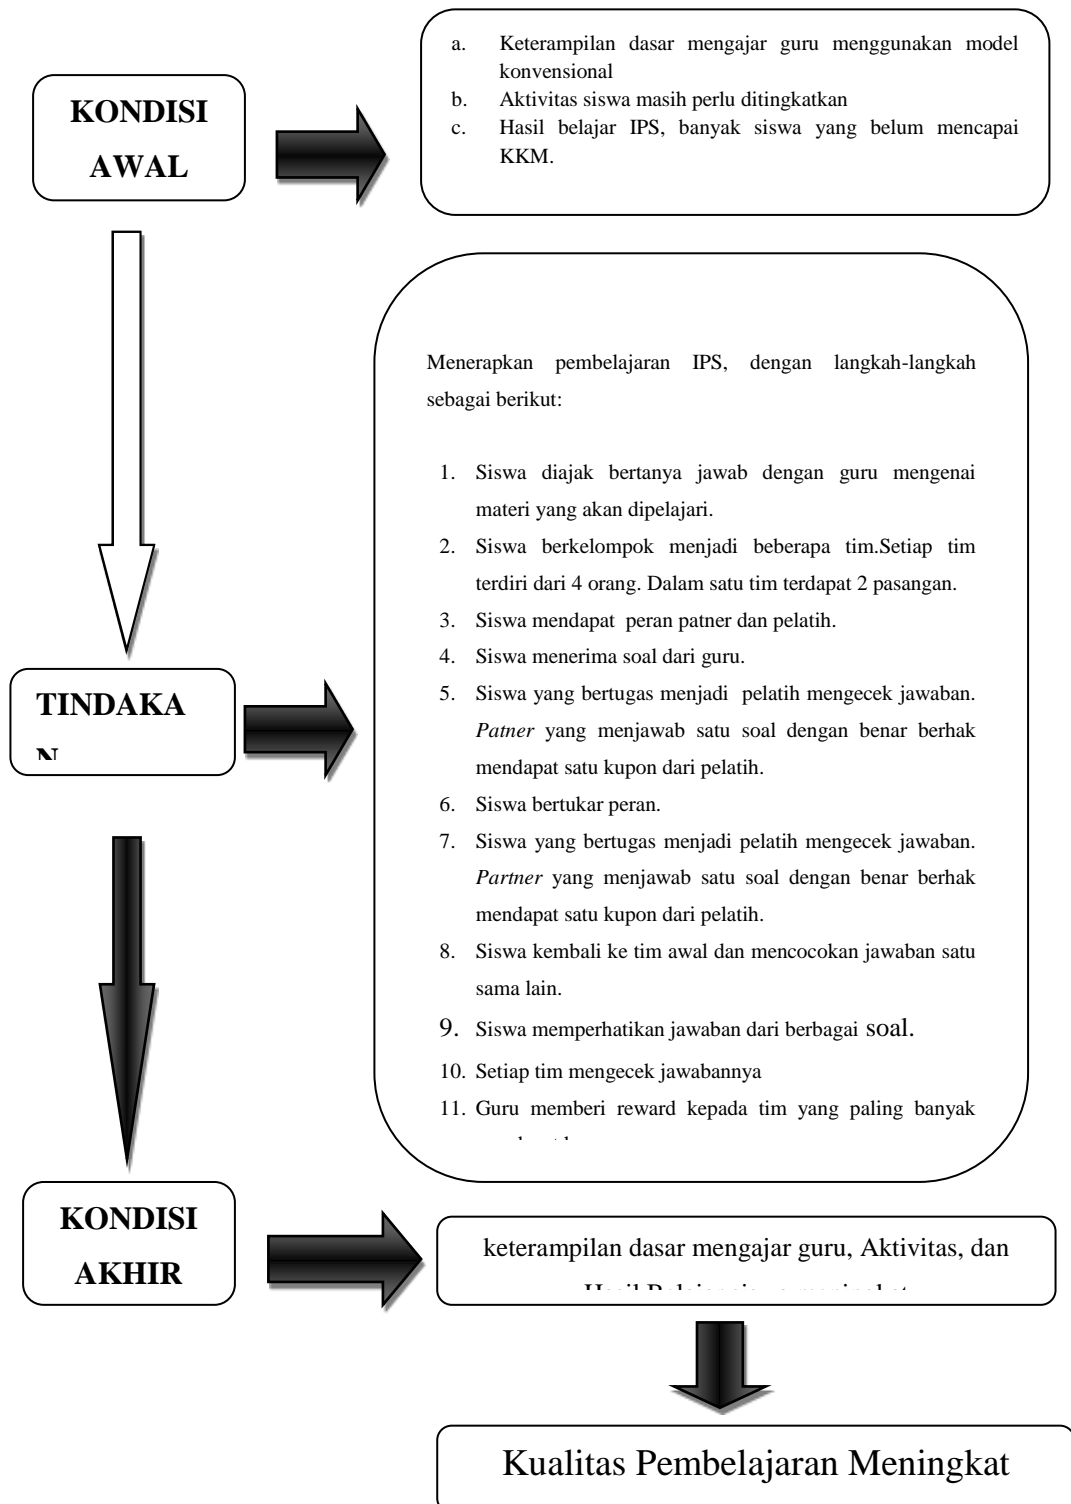 KONDISI
AWAL
a. Keterampilan dasar mengajar guru menggunakan model
konvensional
b. Aktivitas siswa masih perlu ditingkatkan
c. Hasil belajar IPS, banyak siswa yang belum mencapai
KKM.
TINDAKA
N
Menerapkan pembelajaran IPS, dengan langkah-langkah
sebagai berikut:
1. Siswa diajak bertanya jawab dengan guru mengenai
materi yang akan dipelajari.
2. Siswa berkelompok menjadi beberapa tim.Setiap tim
terdiri dari 4 orang. Dalam satu tim terdapat 2 pasangan.
3. Siswa mendapat peran patner dan pelatih.
4. Siswa menerima soal dari guru.
5. Siswa yang bertugas menjadi pelatih mengecek jawaban.
Patner yang menjawab satu soal dengan benar berhak
mendapat satu kupon dari pelatih.
6. Siswa bertukar peran.
7. Siswa yang bertugas menjadi pelatih mengecek jawaban.
Partner yang menjawab satu soal dengan benar berhak
mendapat satu kupon dari pelatih.
8. Siswa kembali ke tim awal dan mencocokan jawaban satu
sama lain.
9. Siswa memperhatikan jawaban dari berbagai soal.
10. Setiap tim mengecek jawabannya
11. Guru memberi reward kepada tim yang paling banyak
KONDISI
AKHIR
keterampilan dasar mengajar guru, Aktivitas, dan
Hasil Belajar siswa meningkat
Kualitas Pembelajaran Meningkat